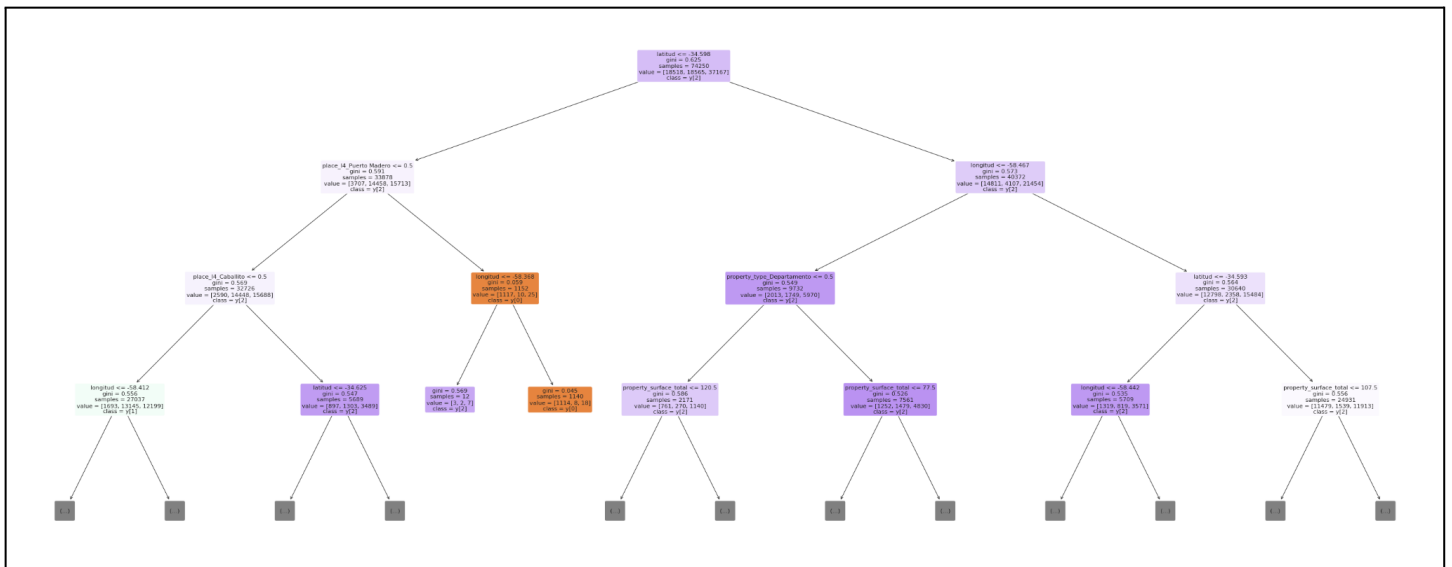 latitud <= -34.598
gini = 0.625
samples = 74250
value = [18518, 18565, 37167]
class = y[2]
place_l4_Puerto Madero <= 0.5
gini = 0.591
samples = 33878
value = [3707, 14458, 15713]
class = y[2]
longitud <= -58.467
gini = 0.573
samples = 40372
value = [14811, 4107, 21454]
class = y[2]
place_l4_Caballito <= 0.5
gini = 0.569
samples = 32726
value = [2590, 14448, 15688]
class = y[2]
longitud <= -58.368
gini = 0.059
samples = 1152
value = [1117, 10, 25]
class = y[0]
property_type_Departamento <= 0.5
gini = 0.549
samples = 9732
value = [2013, 1749, 5970]
class = y[2]
latitud <= -34.593
gini = 0.564
samples = 30640
value = [12798, 2358, 15484]
class = y[2]
longitud <= -58.412
gini = 0.556
samples = 27037
value = [1693, 13145, 12199]
class = y[1]
latitud <= -34.625
gini = 0.547
samples = 5689
value = [897, 1303, 3489]
class = y[2]
gini = 0.569
samples = 12
value = [3, 2, 7]
class = y[2]
gini = 0.045
samples = 1140
value = [1114, 8, 18]
class = y[0]
property_surface_total <= 120.5
gini = 0.586
samples = 2171
value = [761, 270, 1140]
class = y[2]
property_surface_total <= 77.5
gini = 0.526
samples = 7561
value = [1252, 1479, 4830]
class = y[2]
longitud <= -58.442
gini = 0.535
samples = 5709
value = [1319, 819, 3571]
class = y[2]
property_surface_total <= 107.5
gini = 0.556
samples = 24931
value = [11479, 1539, 11913]
class = y[2]
(...)
(...)
(...)
(...)
(...)
(...)
(...)
(...)
(...)
(...)
(...)
(...)